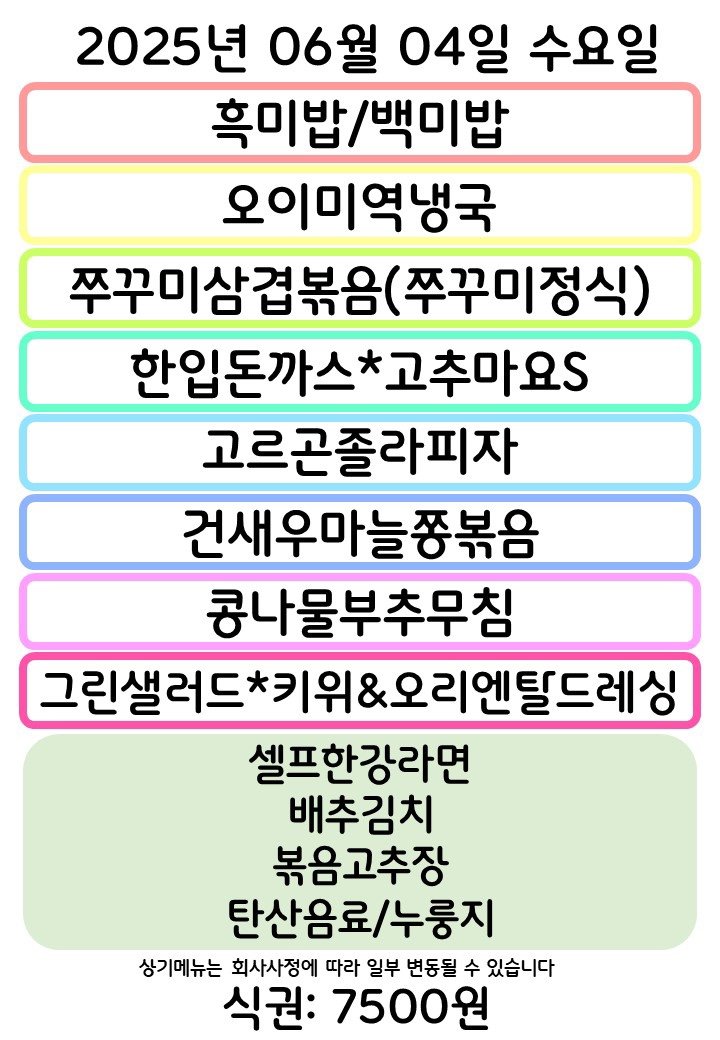 2025년 06월 04일 수요일
흑미밥/백미밥
오이미역냉국
쭈꾸미삼겹볶음(쭈꾸미정식)
한입돈까스*고추마요S
고르곤졸라피자
건새우마늘쫑볶음
콩나물부추무침
그린샐러드*키위&오리엔탈드레싱
셀프한강라면
배추김치
볶음고추장
탄산음료/누룽지
상기메뉴는 회사사정에 따라 일부 변동될 수 있습니다
식권: 7500원